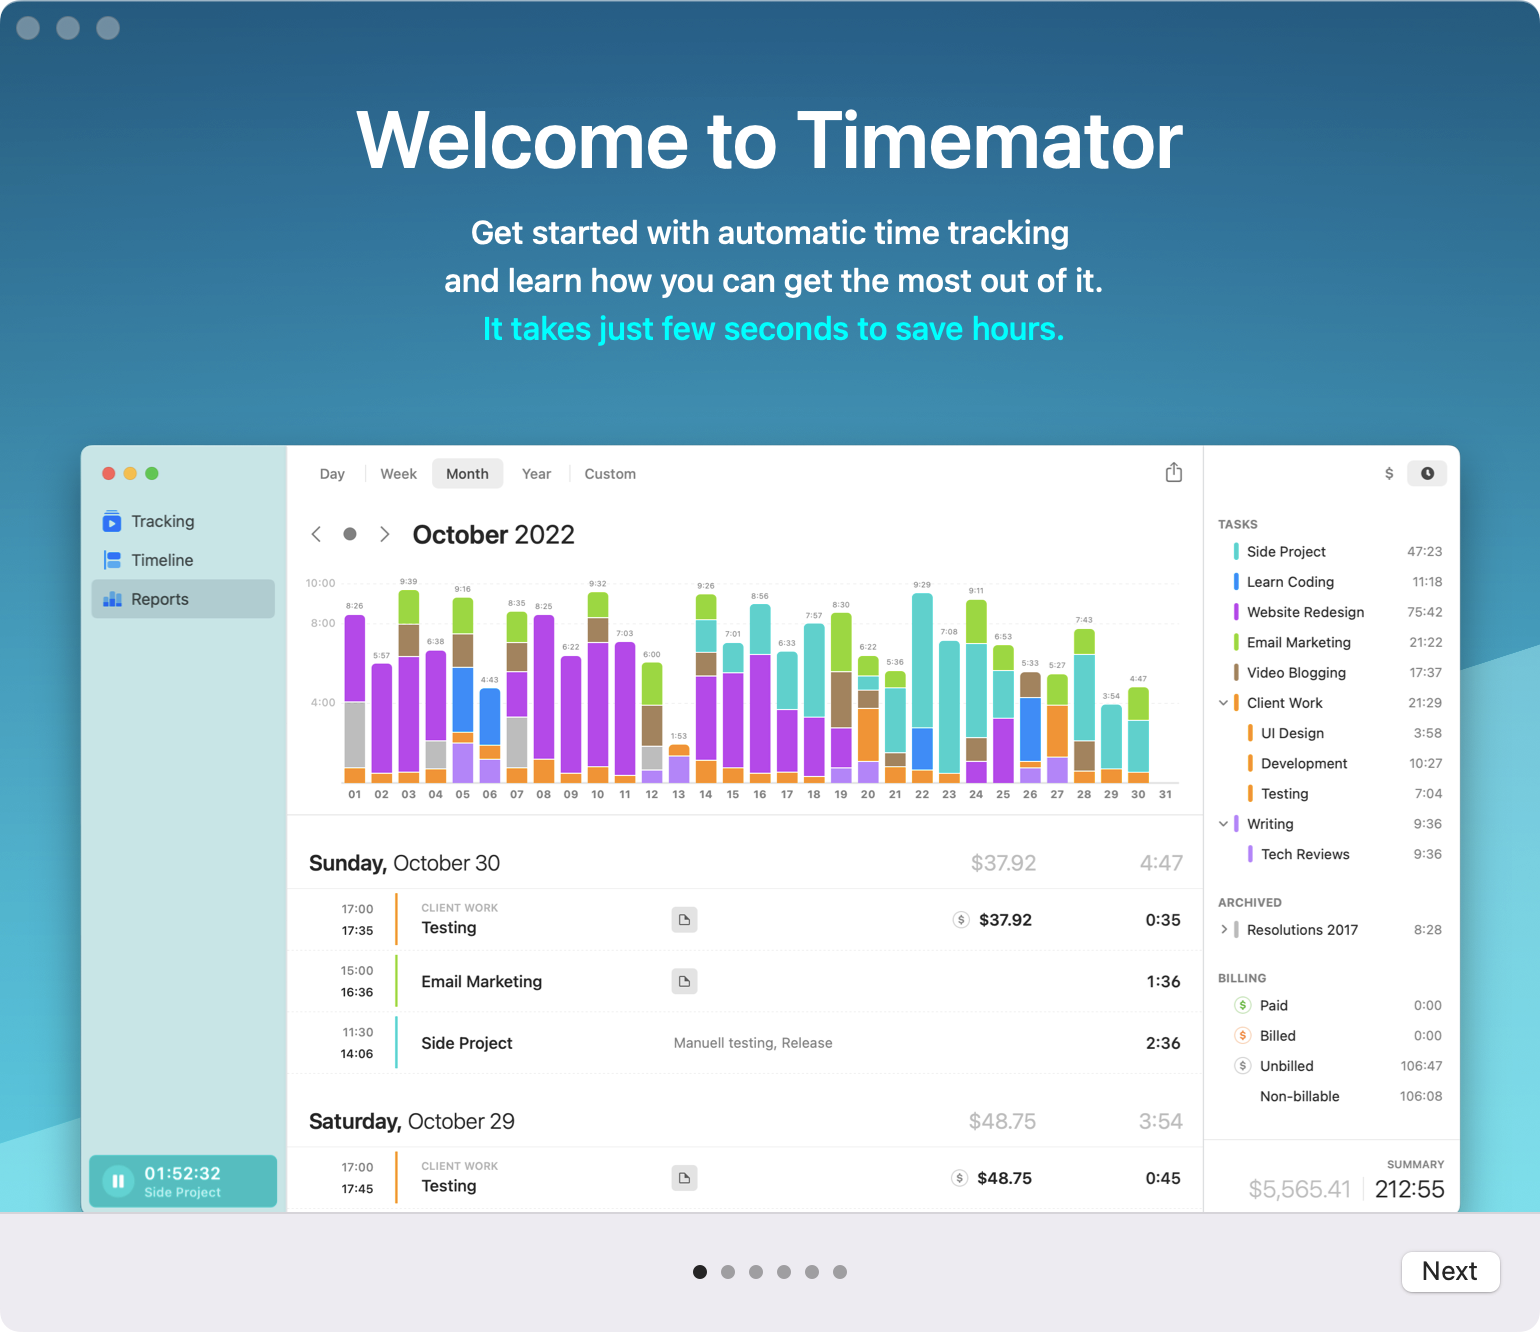 Welcome to Timemator
Get started with automatic time tracking
and learn how you can get the most out of it.
It takes just few seconds to save hours.
Tracking
Timeline
Reports
01:52:32
Side Project
Day Week Month Year Custom
October 2022
10:00
8:00
4:00
8:26 5:57 9:39 6:38 9:16 4:43 8:35 8:25 6:22 9:32 7:03 6:00 1:53 9:26 7:01 8:56 6:33 7:57 8:30 6:22 5:36 9:29 7:08 9:11 6:53 5:33 5:27 7:43 3:54 4:47
01 02 03 04 05 06 07 08 09 10 11 12 13 14 15 16 17 18 19 20 21 22 23 24 25 26 27 28 29 30 31
Sunday, October 30 $37.92 4:47
17:00
17:35
CLIENT WORK
Testing
$ $37.92 0:35
15:00
16:36
Email Marketing 1:36
11:30
14:06
Side Project Manuell testing, Release 2:36
Saturday, October 29 $48.75 3:54
17:00
17:45
CLIENT WORK
Testing
$ $48.75 0:45
$
TASKS
Side Project 47:23
Learn Coding 11:18
Website Redesign 75:42
Email Marketing 21:22
Video Blogging 17:37
Client Work 21:29
UI Design 3:58
Development 10:27
Testing 7:04
Writing 9:36
Tech Reviews 9:36
ARCHIVED
Resolutions 2017 8:28
BILLING
$ Paid 0:00
$ Billed 0:00
$ Unbilled 106:47
Non-billable 106:08
SUMMARY
$5,565.41 212:55
Next